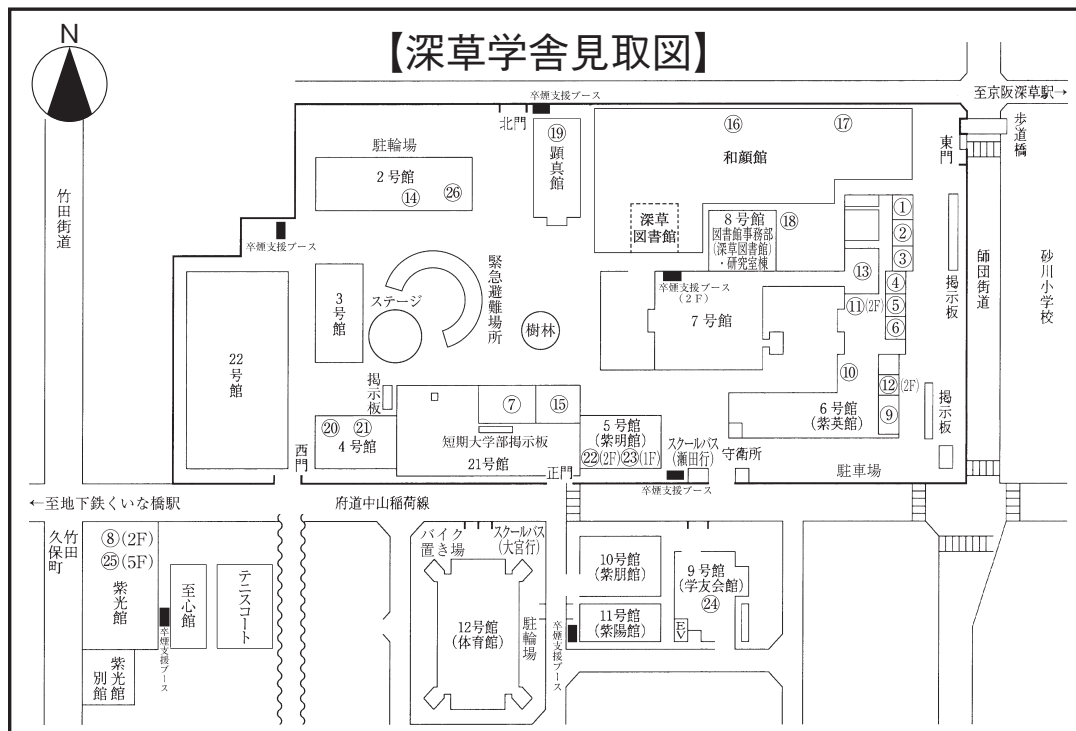 【深草学舎見取図】
N
至京阪深草駅→
卒煙支援ブース
北門
⑲
顕真館
⑯
⑰
和顔館
東門
歩道橋
駐輪場
2号館
⑭
㉖
竹田街道
卒煙支援ブース
深草
図書館
8号館
図書館事務部
(深草図書館)
・研究室棟
⑱
①
②
③
④
⑤
⑥
⑬
⑪(2F)
掲示板
師団街道
砂川小学校
緊急避難場所
ステージ
3号館
樹林
卒煙支援ブース
(2F)
7号館
22号館
掲示板
⑩
⑫(2F)
⑨
6号館
(紫英館)
掲示板
⑦
⑮
⑳
㉑
4号館
短期大学部掲示板
21号館
5号館
(紫明館)
㉒(2F)㉓(1F)
スクールバス
(瀬田行)
守衛所
駐車場
西門
正門
卒煙支援ブース
←至地下鉄くいな橋駅
府道中山稲荷線
竹田
久保町
⑧(2F)
㉕(5F)
紫光館
至心館
テニスコート
卒煙支援ブース
紫光館
別館
バイク
置き場
スクールバス
(大宮行)
12号館
(体育館)
駐輪場
卒煙支援ブース
10号館
(紫朋館)
11号館
(紫陽館)
9号館
(学友会館)
㉔
EV